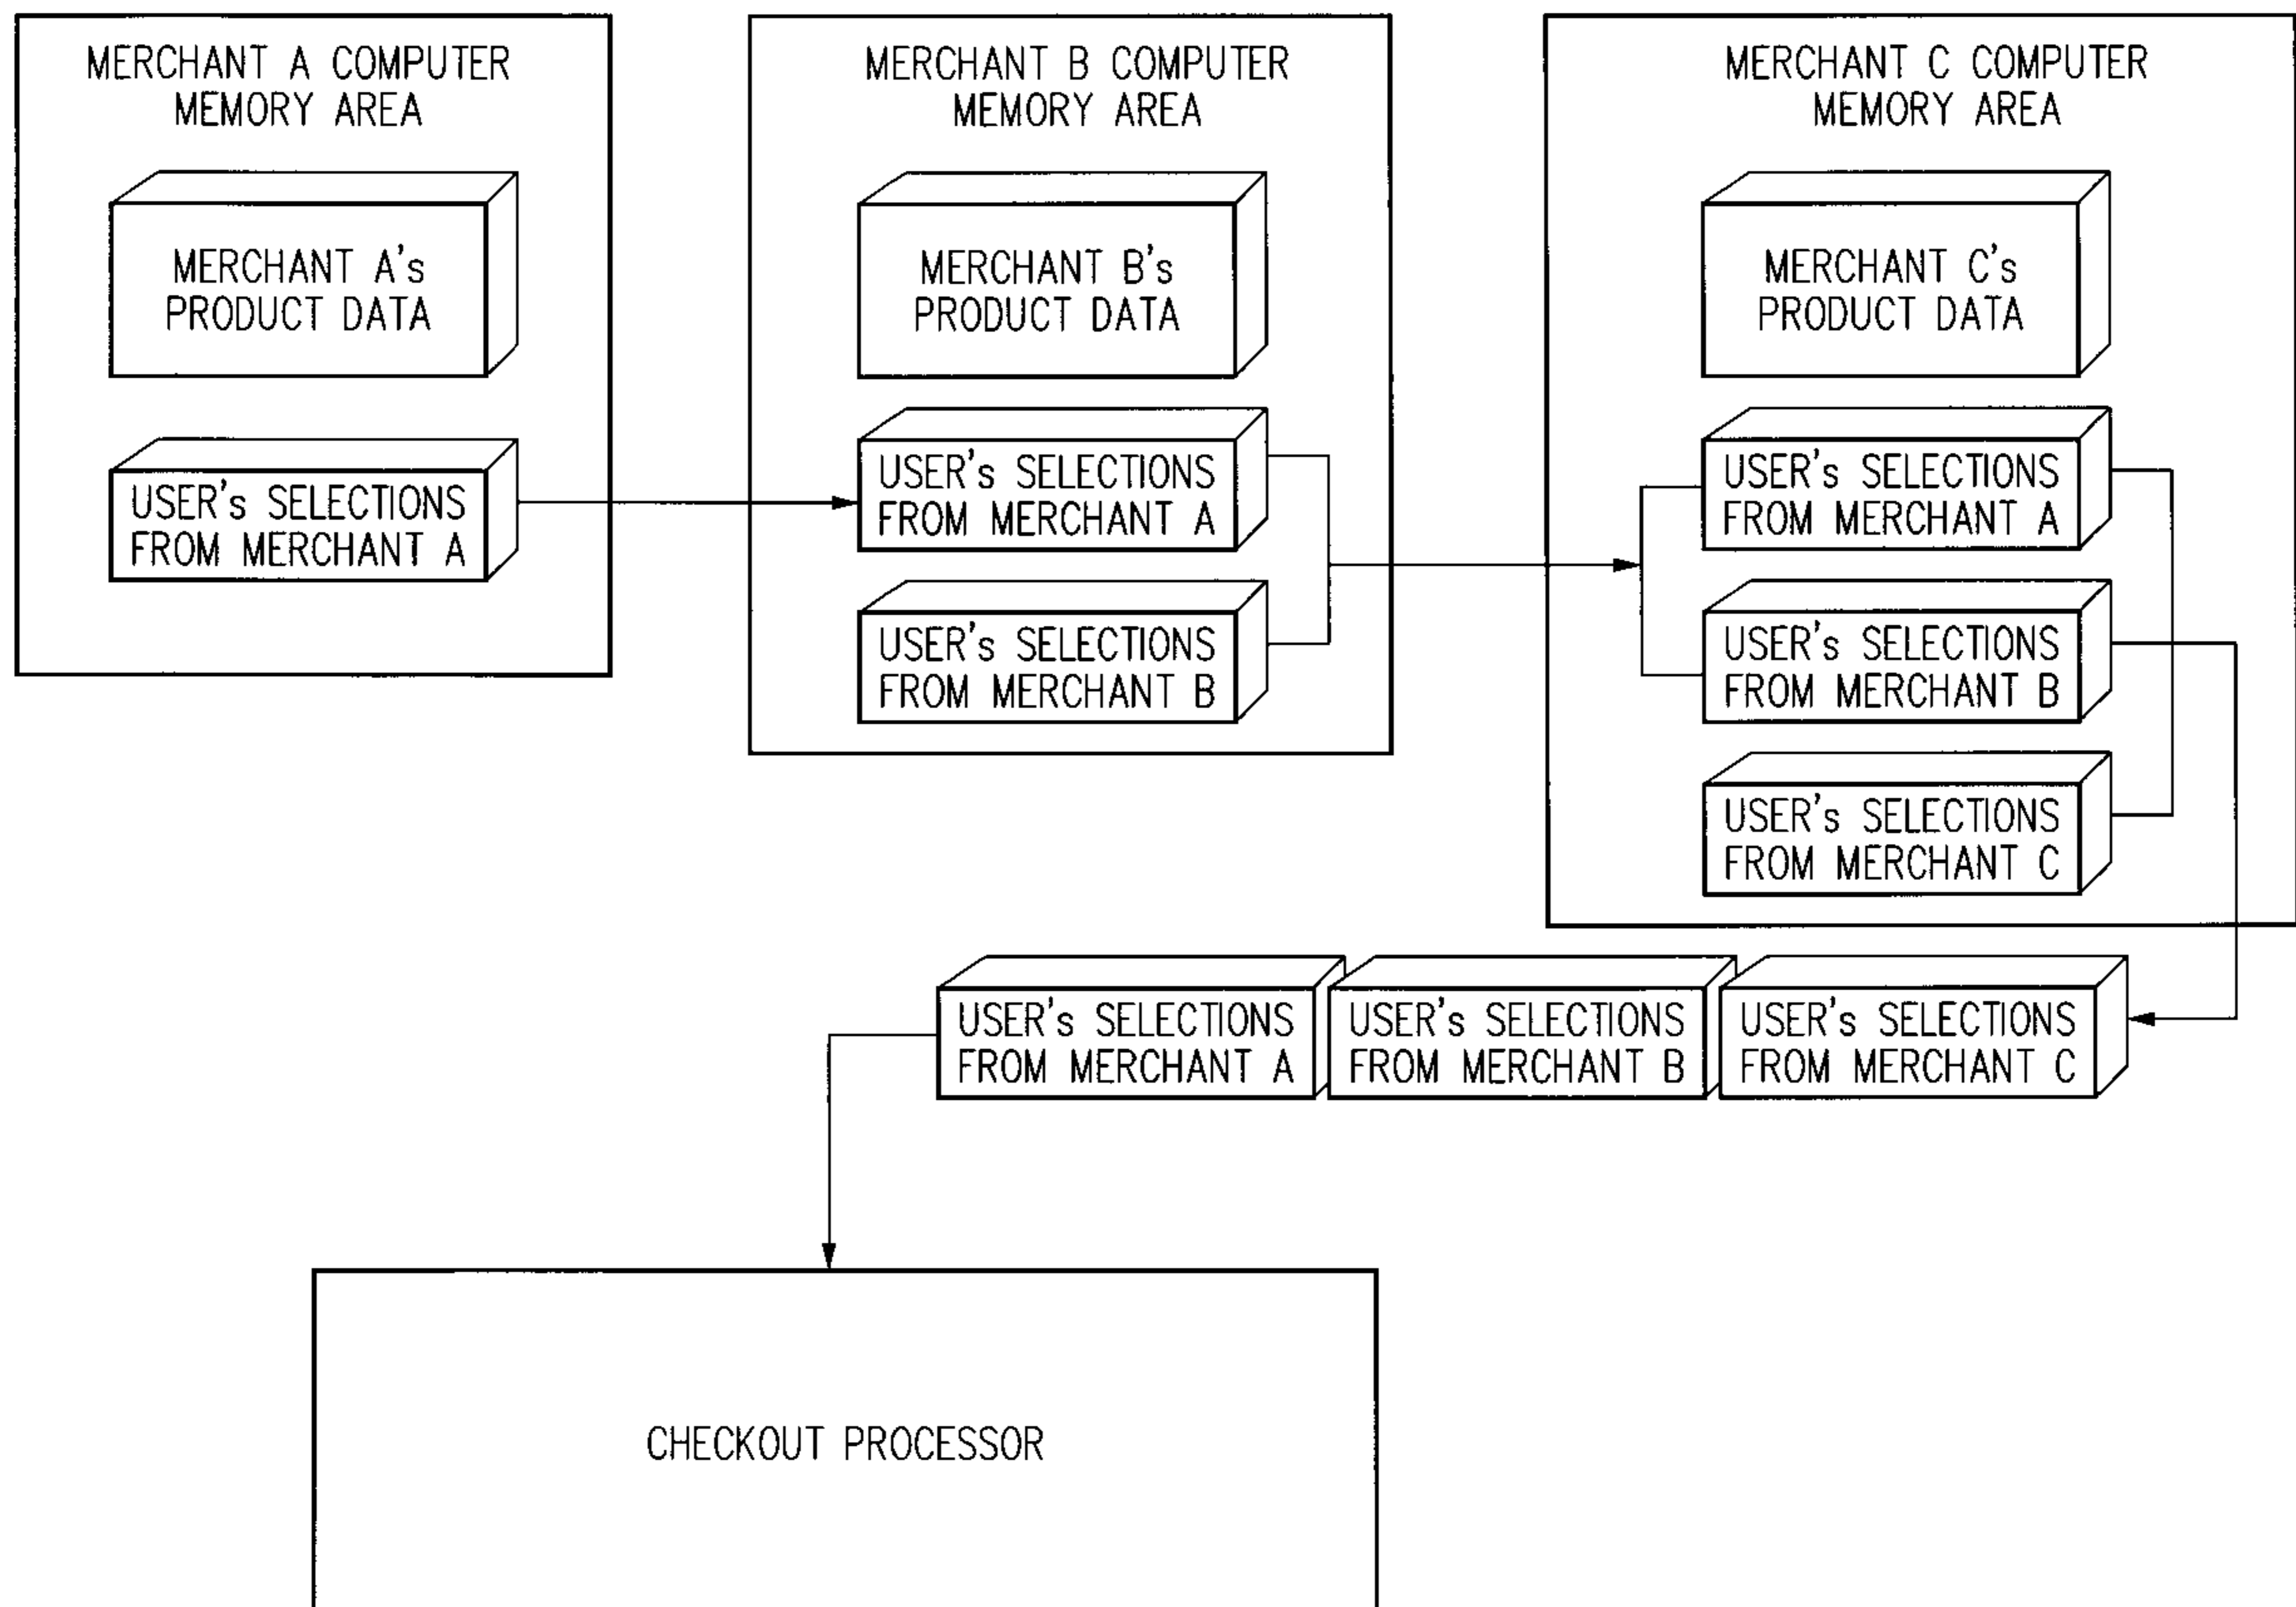 MERCHANT A COMPUTER
MEMORY AREA
MERCHANT A's
PRODUCT DATA
USER's SELECTIONS
FROM MERCHANT A
MERCHANT B COMPUTER
MEMORY AREA
MERCHANT B's
PRODUCT DATA
USER's SELECTIONS
FROM MERCHANT A
USER's SELECTIONS
FROM MERCHANT B
MERCHANT C COMPUTER
MEMORY AREA
MERCHANT C's
PRODUCT DATA
USER's SELECTIONS
FROM MERCHANT A
USER's SELECTIONS
FROM MERCHANT B
USER's SELECTIONS
FROM MERCHANT C
USER's SELECTIONS
FROM MERCHANT A
USER's SELECTIONS
FROM MERCHANT B
USER's SELECTIONS
FROM MERCHANT C
CHECKOUT PROCESSOR